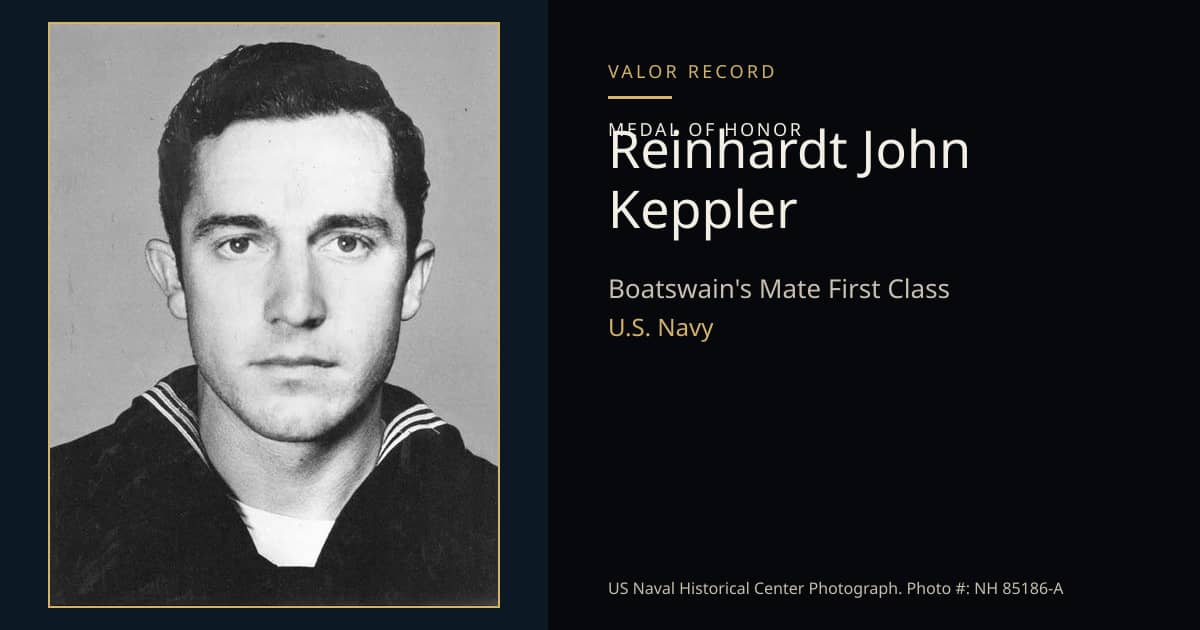 VALOR RECORD
MEDAL OF HONOR
Reinhardt John
Keppler
Boatswain's Mate First Class
U.S. Navy
US Naval Historical Center Photograph. Photo #: NH 85186-A